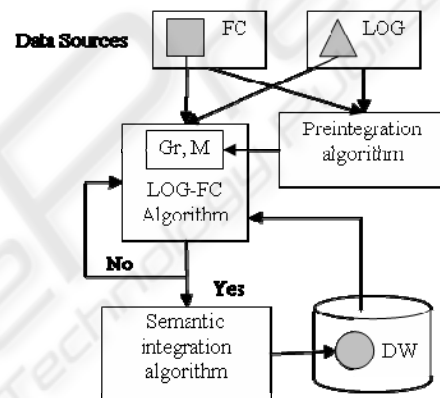 Data Sources
FC
LOG
Gr, M
LOG-FC
Algorithm
Preintegration
algorithm
No
Yes
Semantic
integration
algorithm
DW